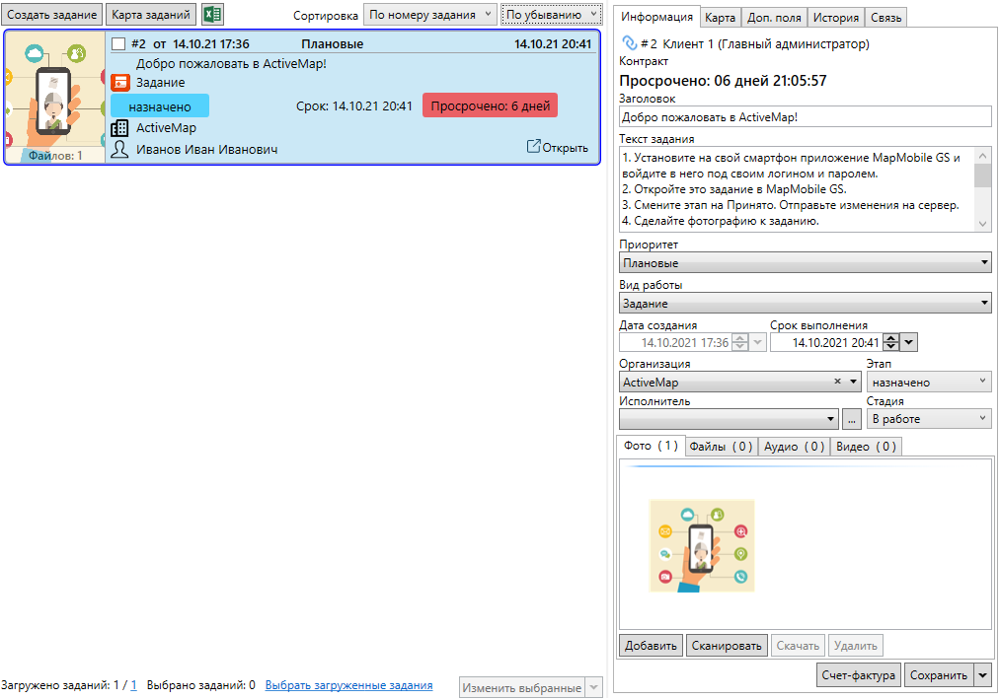 Создать задание
Карта заданий
Сортировка
По номеру задания
По убыванию
#2 от 14.10.21 17:36
Плановые
14.10.21 20:41
Добро пожаловать в ActiveMap!
Задание
назначено
Срок: 14.10.21 20:41
Просрочено: 6 дней
ActiveMap
Иванов Иван Иванович
Открыть
Файлов: 1
Загружено заданий: 1 / 1
Выбрано заданий: 0
Выбрать загруженные задания
Изменить выбранные
Информация
Карта
Доп. поля
История
Связь
# 2 Клиент 1 (Главный администратор)
Контракт
Просрочено: 06 дней 21:05:57
Заголовок
Добро пожаловать в ActiveMap!
Текст задания
1. Установите на свой смартфон приложение MapMobile GS и
войдите в него под своим логином и паролем.
2. Откройте это задание в MapMobile GS.
3. Смените этап на Принято. Отправьте изменения на сервер.
4. Сделайте фотографию к заданию.
Приоритет
Плановые
Вид работы
Задание
Дата создания
Срок выполнения
14.10.2021 17:36
14.10.2021 20:41
Организация
Этап
ActiveMap
назначено
Исполнитель
Стадия
...
В работе
Фото ( 1 )
Файлы ( 0 )
Аудио ( 0 )
Видео ( 0 )
Добавить
Сканировать
Скачать
Удалить
Счет-фактура
Сохранить